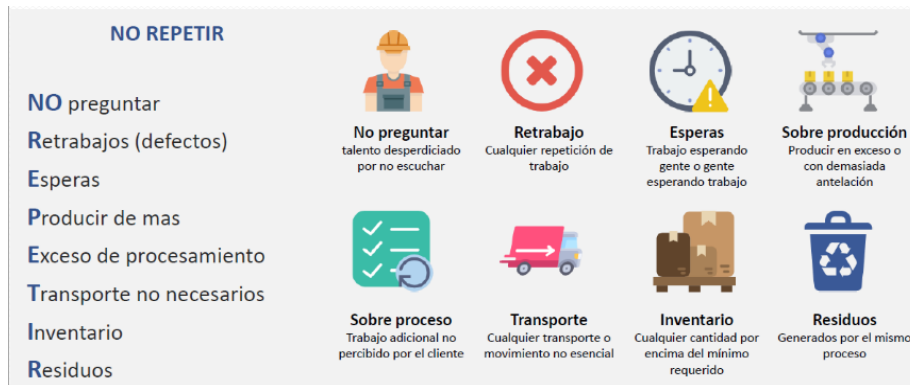 NO REPETIR
NO preguntar
Retrabajos (defectos)
Esperas
Producir de mas
Exceso de procesamiento
Transporte no necesarios
Inventario
Residuos
No preguntar
talento desperdiciado
por no escuchar
Retrabajo
Cualquier repetición de
trabajo
Esperas
Trabajo esperando
gente o gente
esperando trabajo
Sobre producción
Producir en exceso o
con demasiada
antelación
Sobre proceso
Trabajo adicional no
percibido por el cliente
Transporte
Cualquier transporte o
movimiento no esencial
Inventario
Cualquier cantidad por
encima del mínimo
requerido
Residuos
Generados por el mismo
proceso